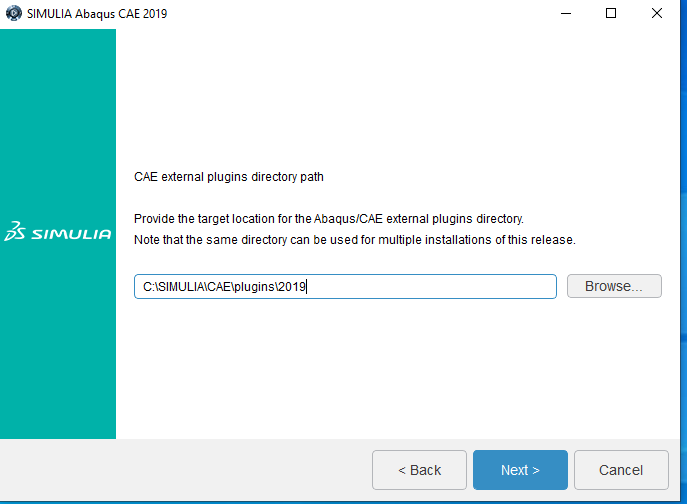 SIMULIA Abaqus CAE 2019
CAE external plugins directory path
Provide the target location for the Abaqus/CAE external plugins directory.
Note that the same directory can be used for multiple installations of this release.
SIMULIA
C:\SIMULIA\CAE\plugins\2019
Browse...
< Back
Next >
Cancel